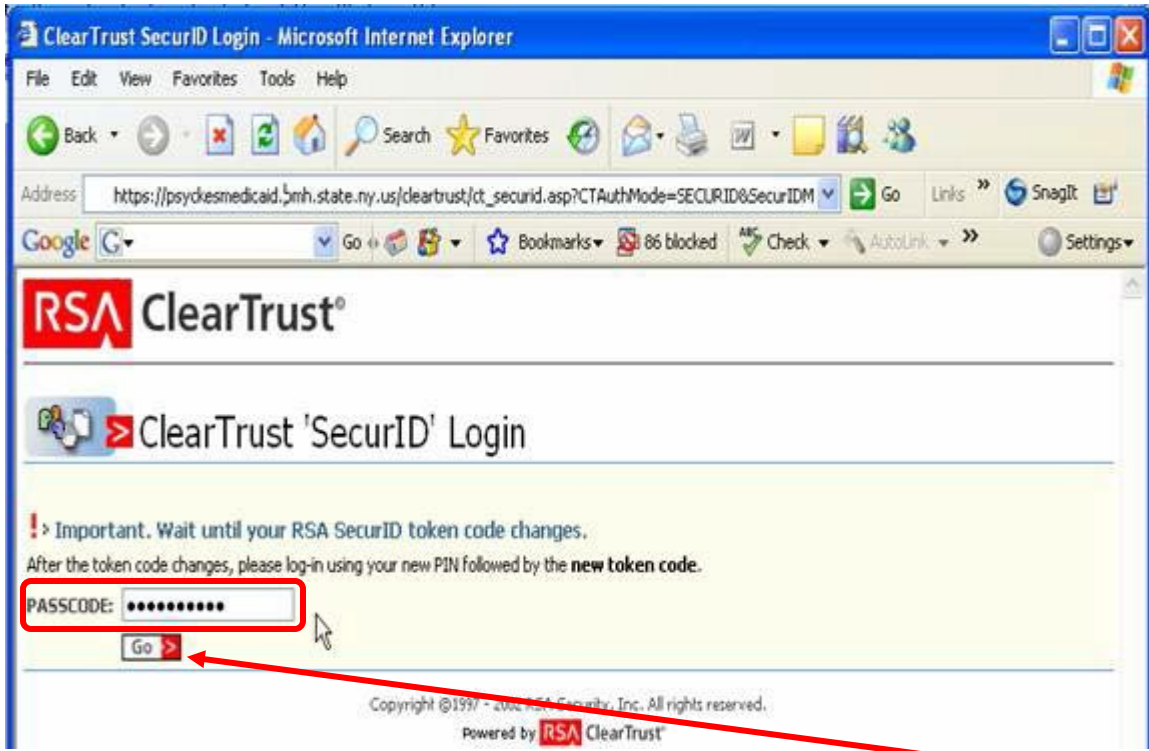 ClearTrust SecurID Login - Microsoft Internet Explorer
File Edit View Favorites Tools Help
Back Search Favorites
Address https://psyckesmedicaid.omh.state.ny.us/cleartrust/ct_securid.asp?CTAuthMode=SECURID&SecurIDM Go Links » SnagIt
Google G Go Bookmarks 86 blocked Check AutoLink » Settings
RSA ClearTrust®
> ClearTrust 'SecurID' Login
! > Important. Wait until your RSA SecurID token code changes.
After the token code changes, please log-in using your new PIN followed by the new token code.
PASSCODE: ••••••••••
Go >
Copyright ©1997 - 2002 RSA Security, Inc. All rights reserved.
Powered by RSA ClearTrust®